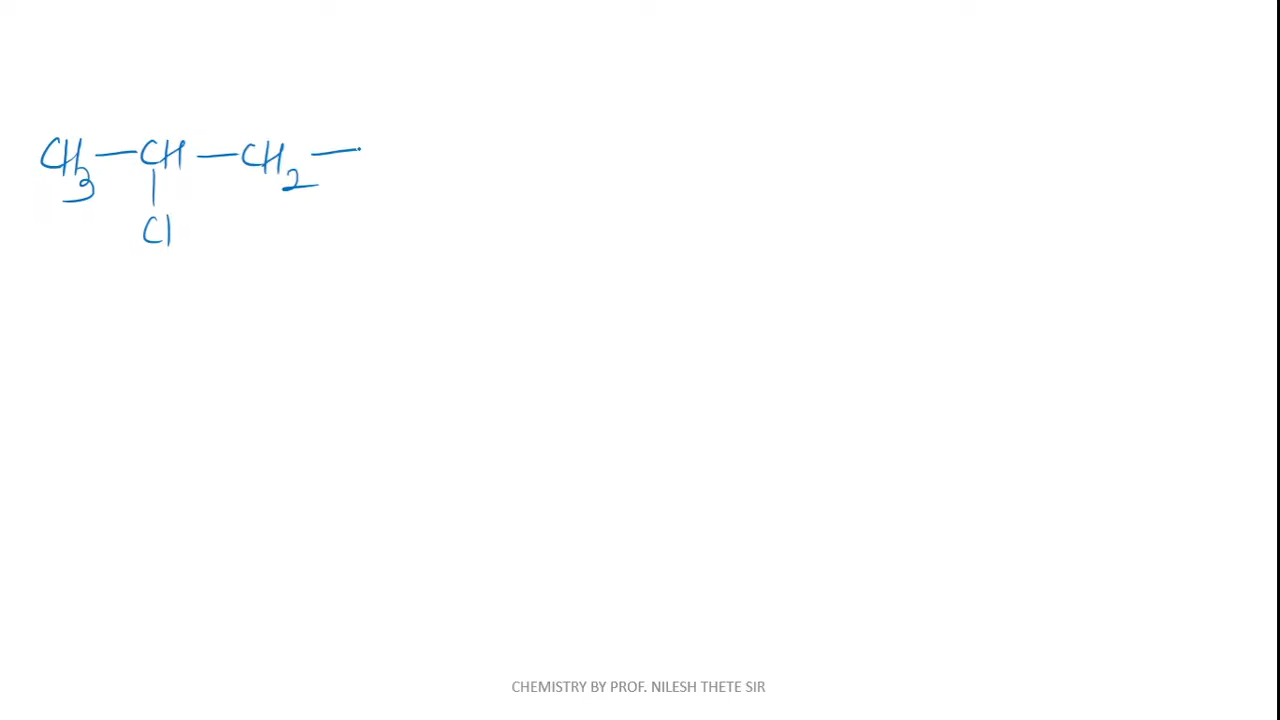 CH3—CH—CH2—
|
Cl
CHEMISTRY BY PROF. NILESH THETE SIR